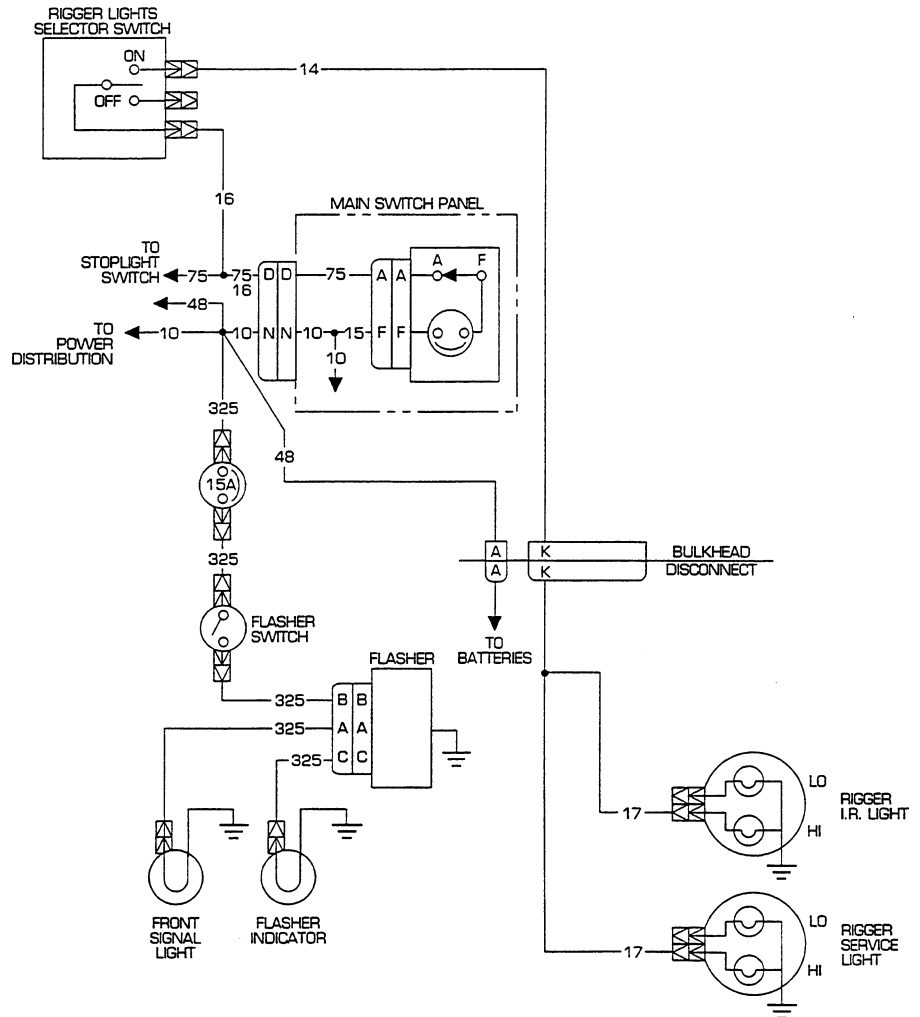 RIGGER LIGHTS
SELECTOR SWITCH
ON
OFF
14
16
MAIN SWITCH PANEL
TO
STOPLIGHT
SWITCH
75
75
16
D D
75
A A
A F
48
TO
POWER
DISTRIBUTION
10
10
N N
10
15
F F
10
325
48
15A
325
A
A
K
K
BULKHEAD
DISCONNECT
FLASHER
SWITCH
TO
BATTERIES
FLASHER
325
B B
325
A A
325
C C
LO
HI
RIGGER
I.R. LIGHT
17
FRONT
SIGNAL
LIGHT
FLASHER
INDICATOR
LO
HI
RIGGER
SERVICE
LIGHT
17